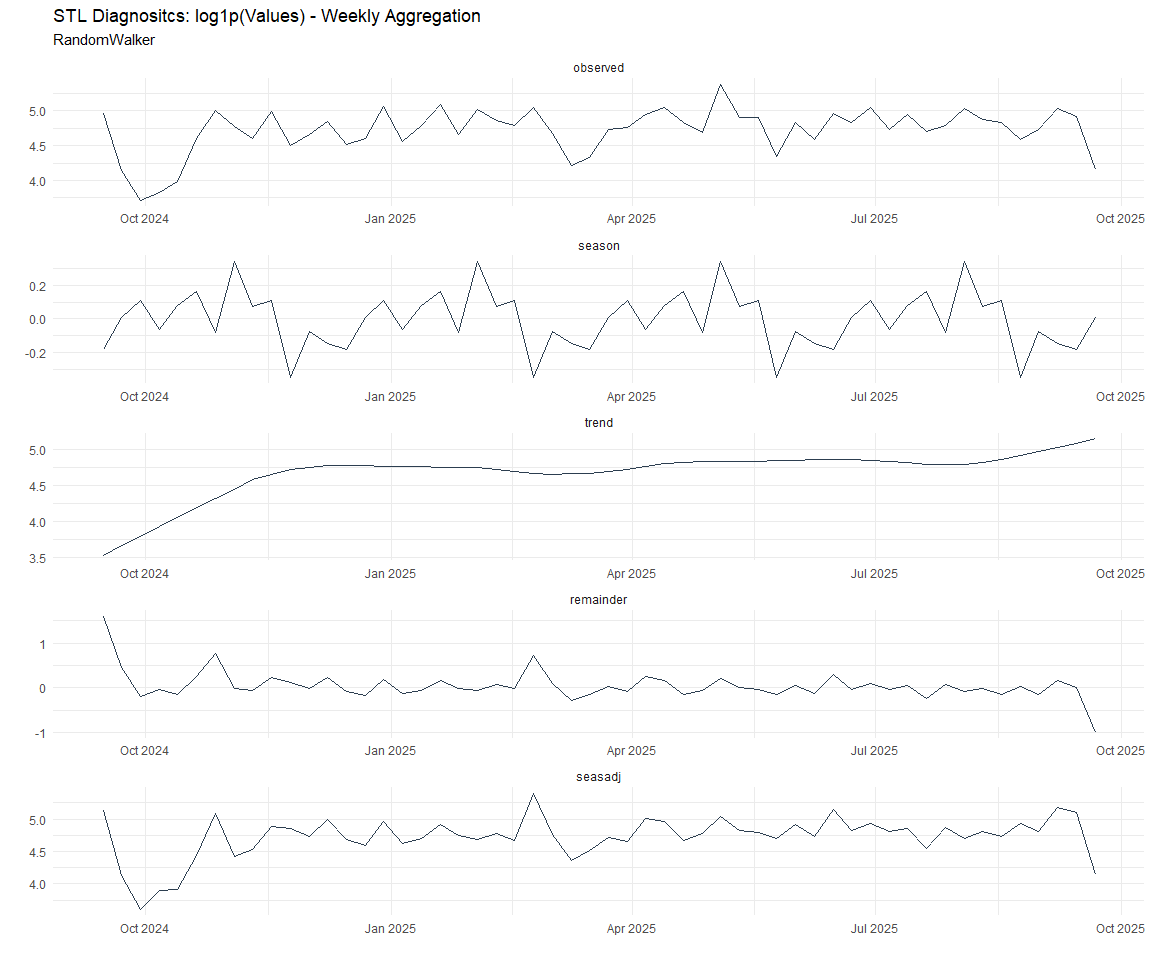 STL Diagnositcs: log1p(Values) - Weekly Aggregation
RandomWalker
observed
5.0
4.5
4.0
Oct 2024 Jan 2025 Apr 2025 Jul 2025 Oct 2025
season
0.2
0.0
-0.2
Oct 2024 Jan 2025 Apr 2025 Jul 2025 Oct 2025
trend
5.0
4.5
4.0
3.5
Oct 2024 Jan 2025 Apr 2025 Jul 2025 Oct 2025
remainder
1
0
-1
Oct 2024 Jan 2025 Apr 2025 Jul 2025 Oct 2025
seasadj
5.0
4.5
4.0
Oct 2024 Jan 2025 Apr 2025 Jul 2025 Oct 2025